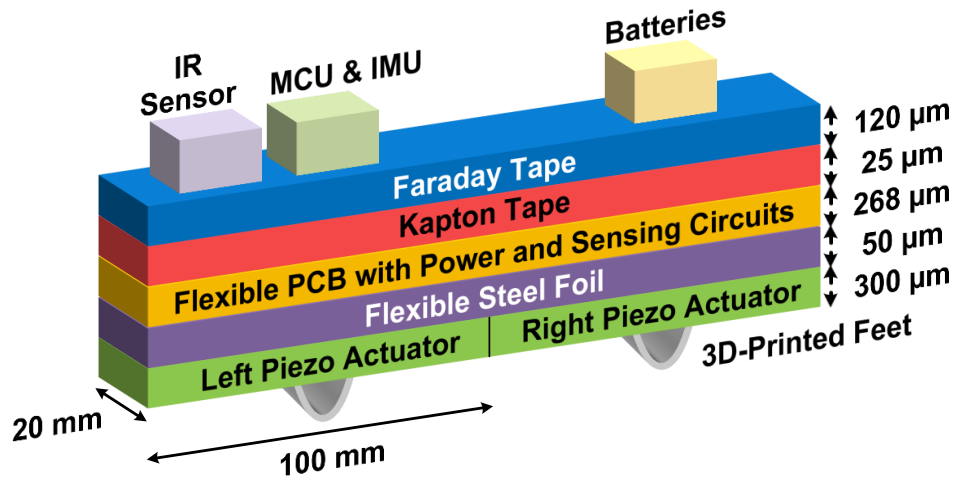 Batteries
IR
Sensor
MCU & IMU
120 µm
25 µm
268 µm
50 µm
300 µm
Faraday Tape
Kapton Tape
Flexible PCB with Power and Sensing Circuits
Flexible Steel Foil
Left Piezo Actuator
Right Piezo Actuator
3D-Printed Feet
20 mm
100 mm